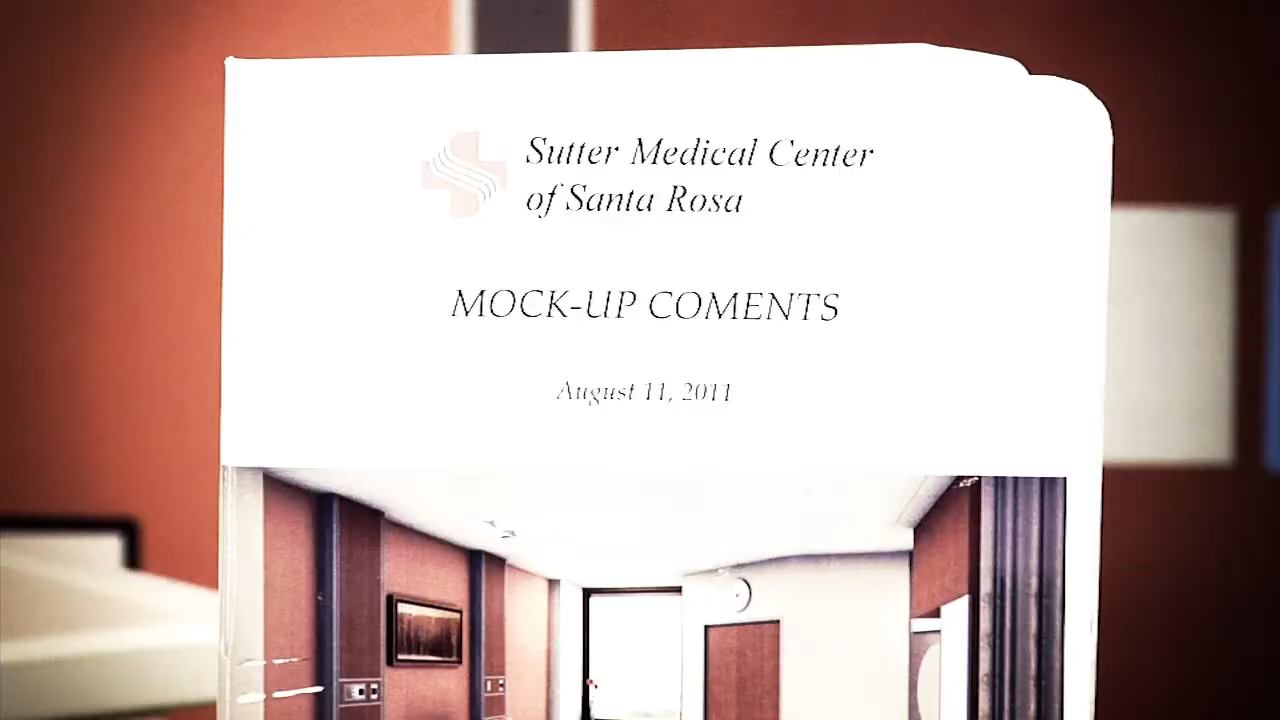 Sutter Medical Center
of Santa Rosa
MOCK-UP COMENTS
August 11, 2011